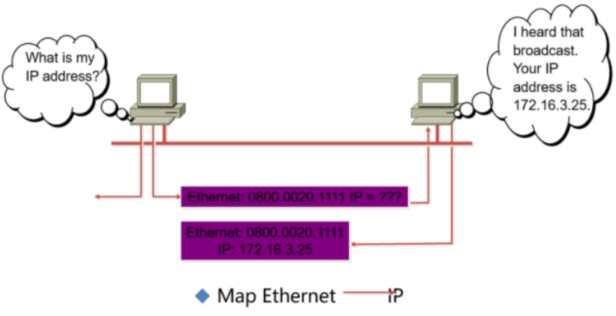 What is my
IP address?
I heard that
broadcast.
Your IP
address is
172.16.3.25.
Ethernet: 0800.0020.1111 IP = ???
Ethernet: 0800.0020.1111
IP: 172.16.3.25
Map Ethernet IP